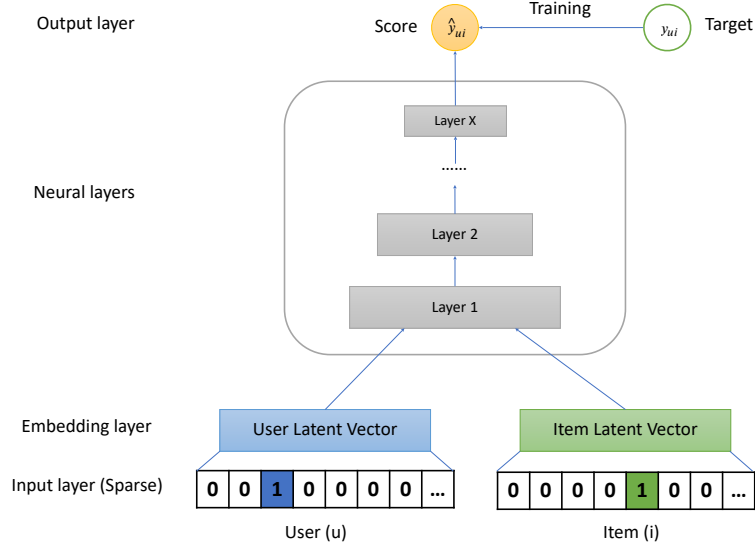 Output layer
Score
ŷui
Training
yui
Target
Layer X
......
Neural layers
Layer 2
Layer 1
Embedding layer
User Latent Vector
Item Latent Vector
Input layer (Sparse)
0 0 1 0 0 0 0 ...
0 0 0 0 1 0 0 ...
User (u)
Item (i)